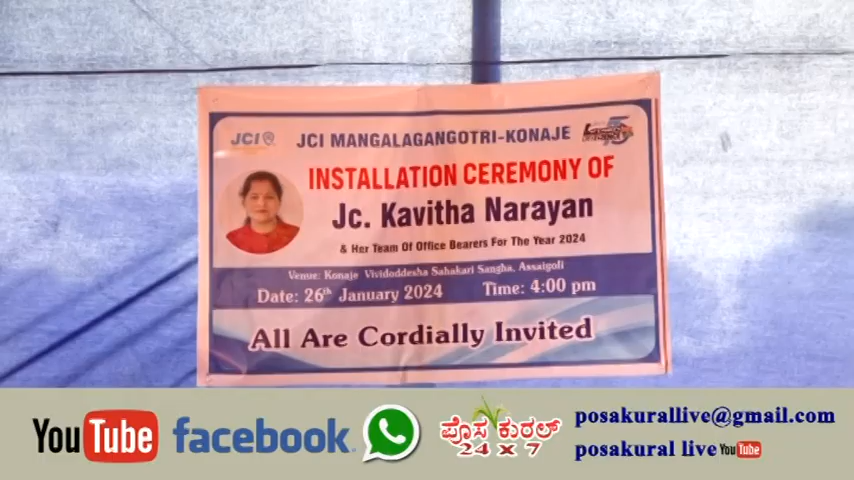 JCI
JCI MANGALAGANGOTRI-KONAJE
INSTALLATION CEREMONY OF
Jc. Kavitha Narayan
& Her Team Of Office Bearers For The Year 2024
Venue: Konaje Vividoddesha Sahakari Sangha, Assaigoli
Date: 26th January 2024 Time: 4:00 pm
All Are Cordially Invited
YouTube facebook ಪೊಸ ಕುರಲ್ posakurallive@gmail.com
24 x 7 posakural live YouTube